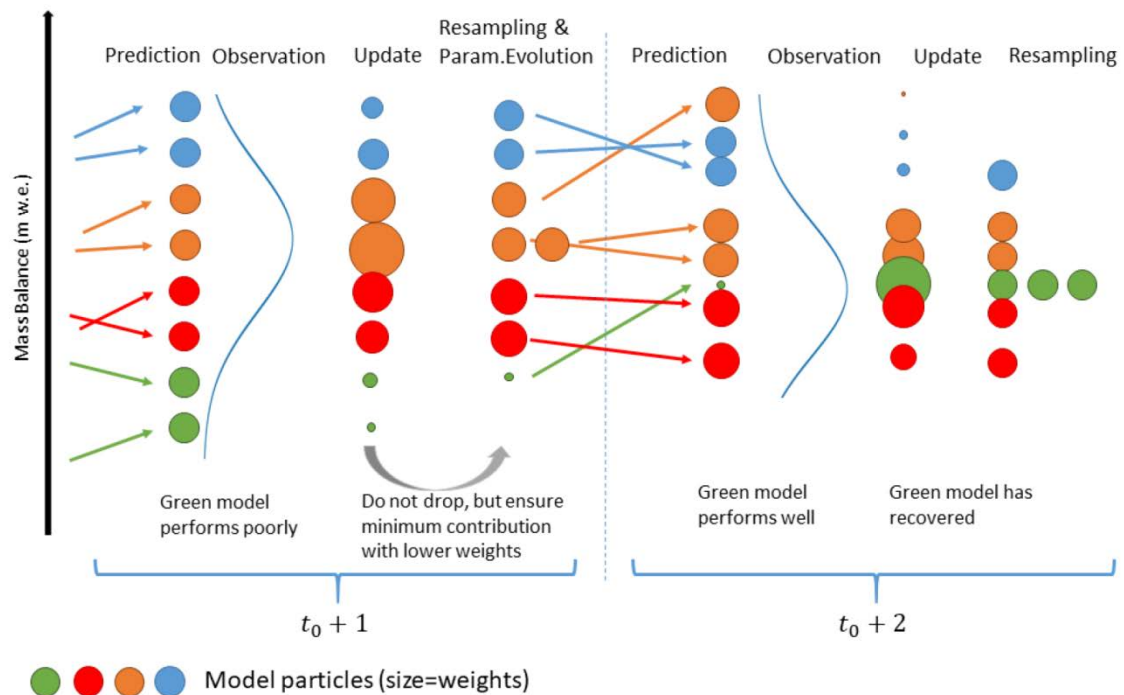 Resampling &
Prediction Observation Update Param.Evolution Prediction Observation Update Resampling
Mass Balance (m w.e.)
Green model
performs poorly
Do not drop, but ensure
minimum contribution
with lower weights
Green model
performs well
Green model has
recovered
t₀ + 1
t₀ + 2
Model particles (size=weights)